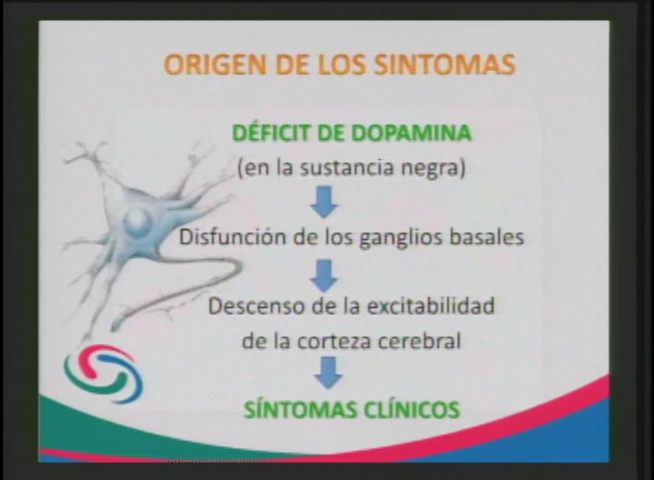 ORIGEN DE LOS SINTOMAS
DÉFICIT DE DOPAMINA
(en la sustancia negra)
Disfunción de los ganglios basales
Descenso de la excitabilidad
de la corteza cerebral
SÍNTOMAS CLÍNICOS